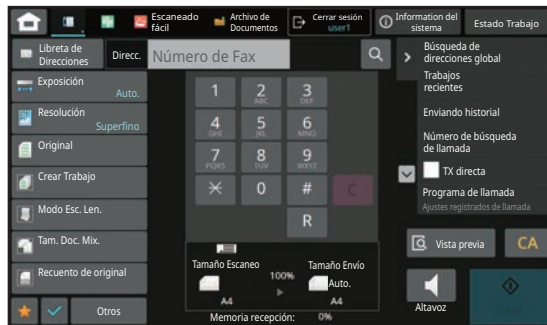 Escaneado
fácil
Archivo de
Documentos
Cerrar sesión
user1
Information del
sistema
Estado Trabajo
Libreta de
Direcciones
Direcc.
Número de Fax
Búsqueda de
direcciones global
Trabajos
recientes
Enviando historial
Número de búsqueda
de llamada
TX directa
Programa de llamada
Ajustes registrados de llamada
Exposición
Auto.
Resolución
Superfino
Original
Crear Trabajo
Modo Esc. Len.
Tam. Doc. Mix.
Recuento de original
Otros
1 2 3
ABC DEF
4 5 6
GHI JKL MNO
7 8 9
PQRS TUV WXYZ
0 # C
R
Tamaño Escaneo 100% Tamaño Envío
Auto.
A4 A4
Memoria recepción: 0%
Vista previa
CA
Altavoz
Iniciar